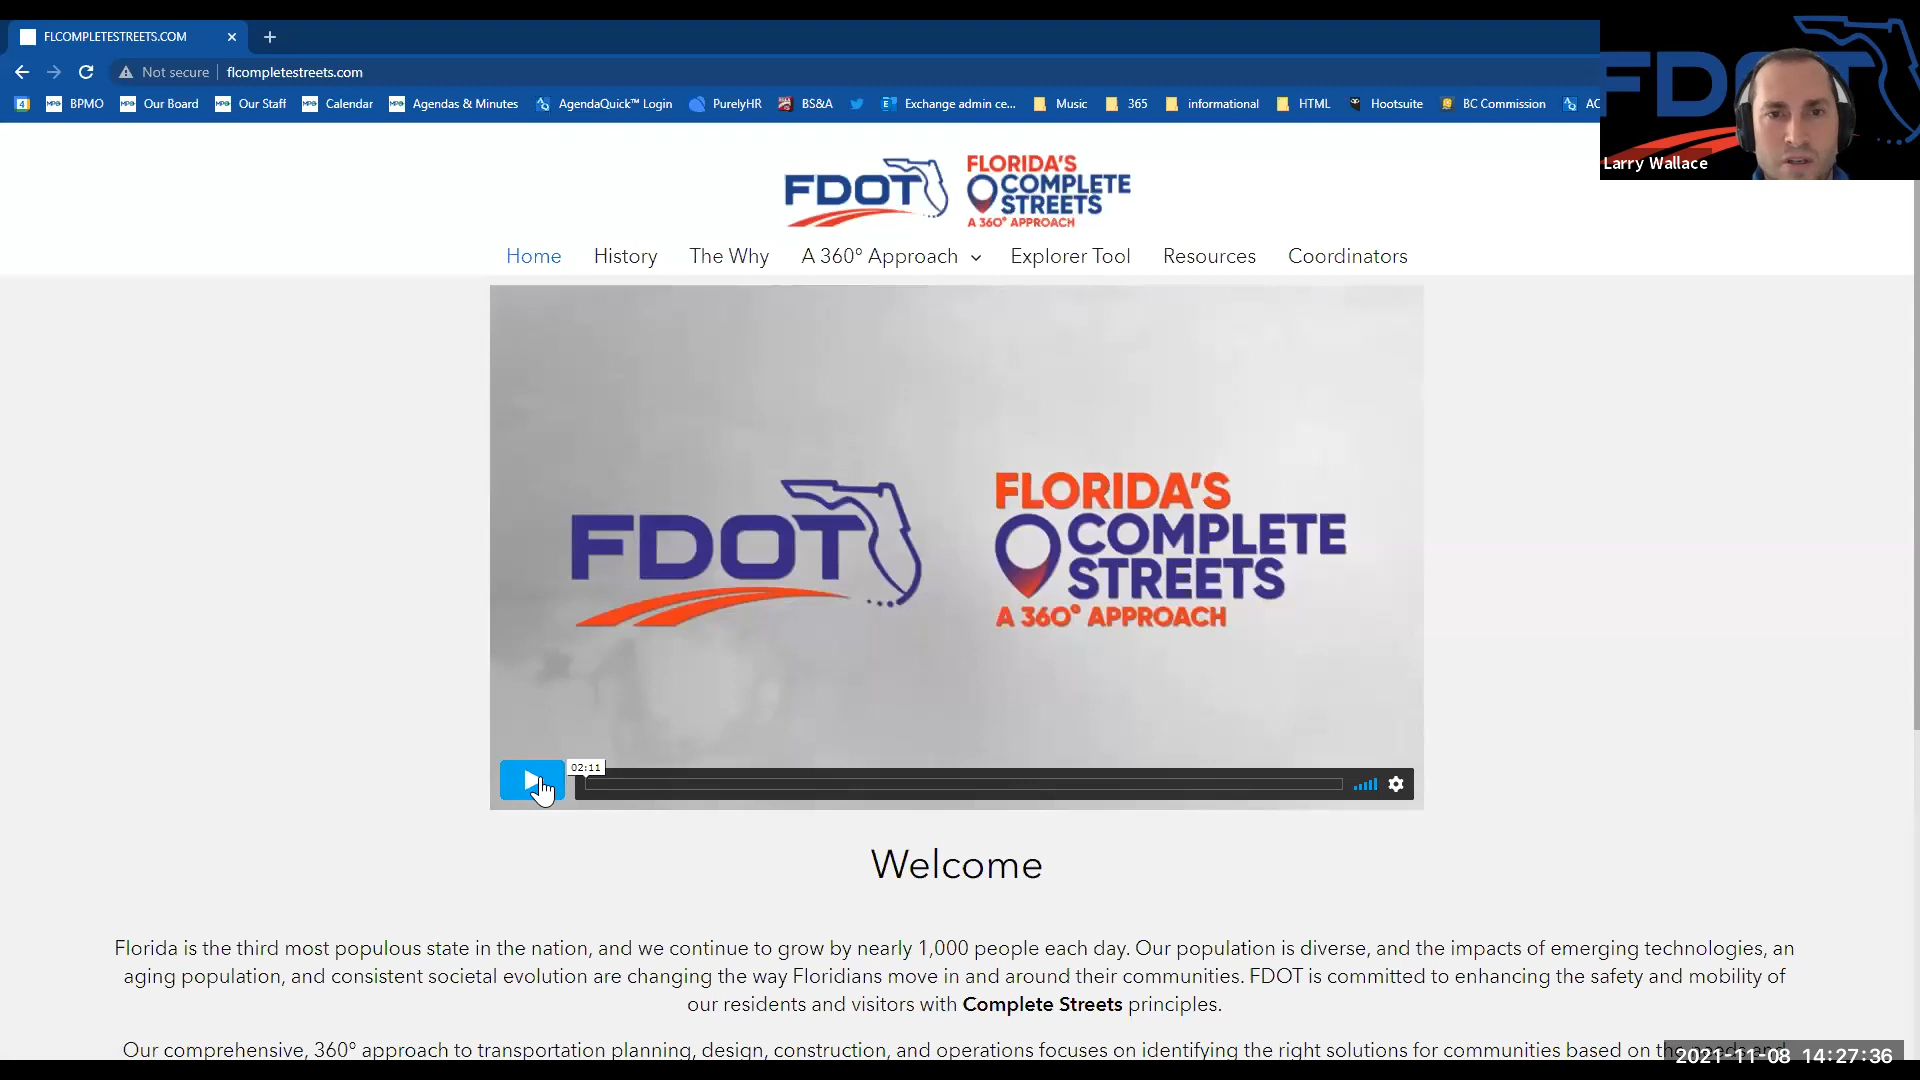 FLCOMPLETESTREETS.COM
Not secure flcompletestreets.com
4 BPMO Our Board Our Staff Calendar Agendas & Minutes AgendaQuick™ Login PurelyHR BS&A Exchange admin ce... Music 365 informational HTML Hootsuite BC Commission AC
Larry Wallace
FDOT
FLORIDA'S
COMPLETE
STREETS
A 360° APPROACH
Home History The Why A 360° Approach Explorer Tool Resources Coordinators
FDOT
FLORIDA'S
COMPLETE
STREETS
A 360° APPROACH
02:11
Welcome
Florida is the third most populous state in the nation, and we continue to grow by nearly 1,000 people each day. Our population is diverse, and the impacts of emerging technologies, an
aging population, and consistent societal evolution are changing the way Floridians move in and around their communities. FDOT is committed to enhancing the safety and mobility of
our residents and visitors with Complete Streets principles.
Our comprehensive, 360° approach to transportation planning, design, construction, and operations focuses on identifying the right solutions for communities based on
2021-11-08 14:27:36